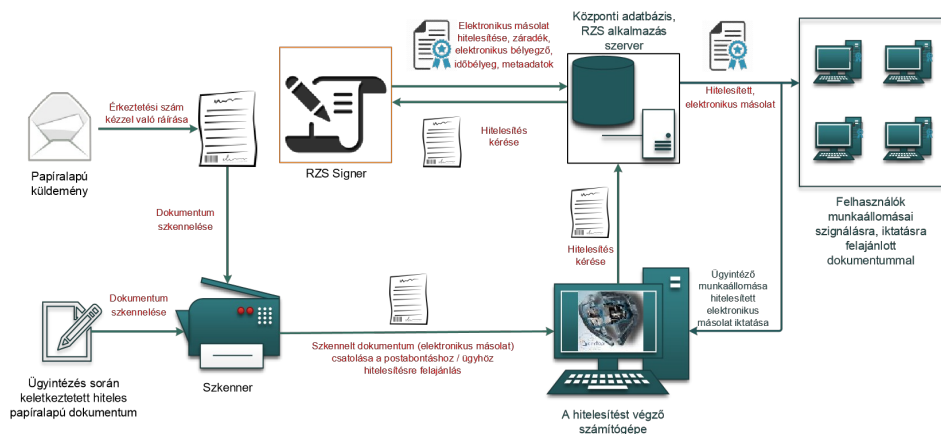 Elektronikus másolat
hitelesítése, záradék,
elektronikus bélyegző,
időbélyeg, metaadatok
Központi adatbázis,
RZS alkalmazás
szerver
Érkeztetési szám
kézzel való ráírása
Hitelesített,
elektronikus másolat
Hitelesítés
kérése
Papíralapú
küldemény
RZS Signer
Felhasználók
munkaállomásai
szignálásra, iktatásra
felajánlott
dokumentummal
Dokumentum
szkennelése
Hitelesítés
kérése
Ügyintéző
munkaállomása
hitelesített
elektronikus
másolat iktatása
Dokumentum
szkennelése
Szkennelt dokumentum (elektronikus másolat)
csatolása a postabontáshoz / ügyhöz
hitelesítésre felajánlás
Ügyintézés során
keletkeztetett hiteles
papíralapú dokumentum
Szkenner
A hitelesítést végző
számítógépe